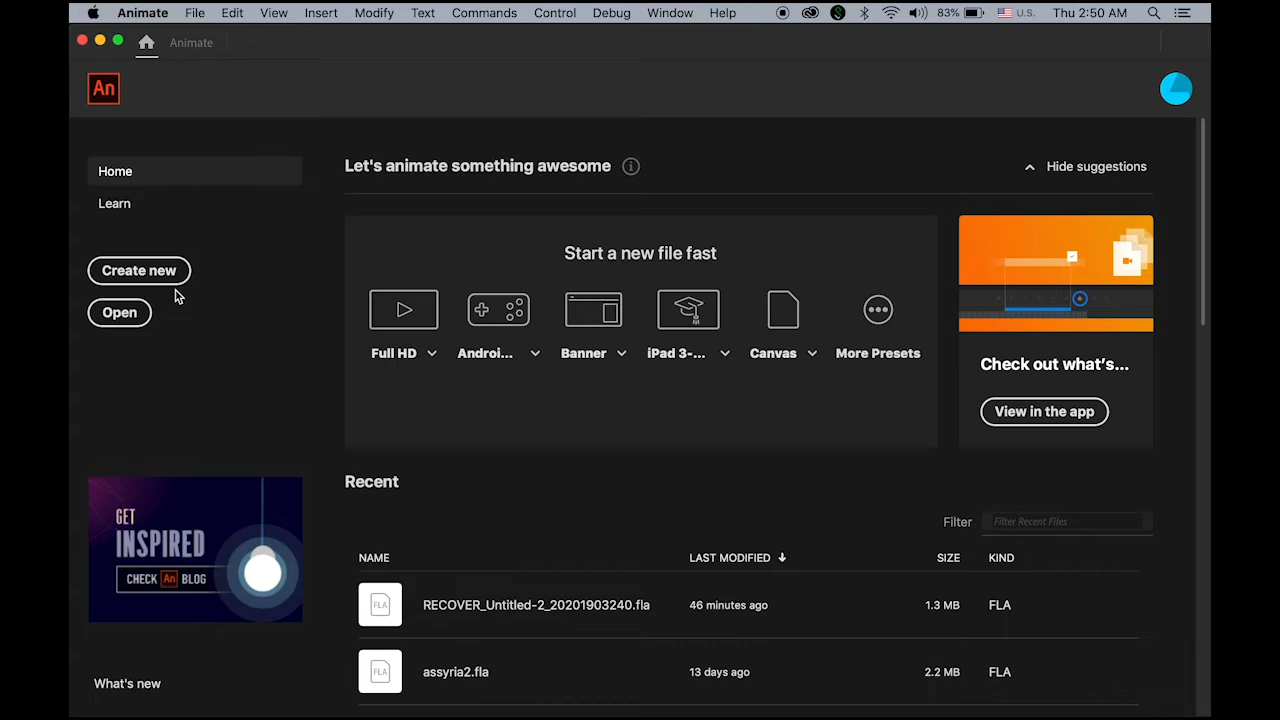 Animate File Edit View Insert Modify Text Commands Control Debug Window Help 83% U.S. Thu 2:50 AM
Animate
An
Home
Learn
Create new
Open
Let's animate something awesome
Hide suggestions
Start a new file fast
Full HD
Androi...
Banner
iPad 3-...
Canvas
More Presets
Check out what's...
View in the app
GET
INSPIRED
CHECK An BLOG
What's new
Recent
Filter Filter Recent Files
NAME LAST MODIFIED SIZE KIND
FLA RECOVER_Untitled-2_20201903240.fla 46 minutes ago 1.3 MB FLA
FLA assyria2.fla 13 days ago 2.2 MB FLA